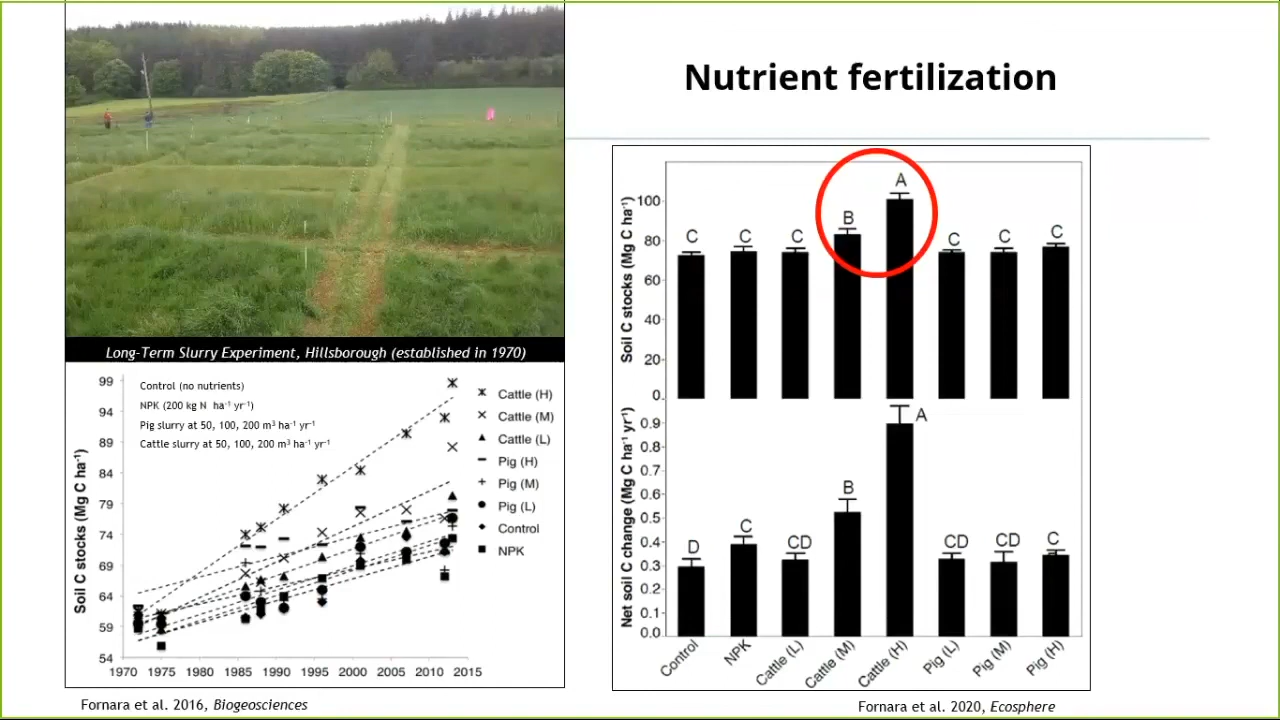 Nutrient fertilization
Long-Term Slurry Experiment, Hillsborough (established in 1970)
Soil C stocks (Mg C ha⁻¹)
99
94
89
84
79
74
69
64
59
54
1970 1975 1980 1985 1990 1995 2000 2005 2010 2015
Control (no nutrients)
NPK (200 kg N ha⁻¹ yr⁻¹)
Pig slurry at 50, 100, 200 m³ ha⁻¹ yr⁻¹
Cattle slurry at 50, 100, 200 m³ ha⁻¹ yr⁻¹
Cattle (H)
Cattle (M)
Cattle (L)
Pig (H)
Pig (M)
Pig (L)
Control
NPK
Fornara et al. 2016, Biogeosciences
Soil C stocks (Mg C ha⁻¹)
100
80
60
40
20
0
C C C B A C C C
Net soil C change (Mg C ha⁻¹ yr⁻¹)
0.9
0.8
0.7
0.6
0.5
0.4
0.3
0.2
0.1
0.0
D C CD B A CD CD C
Control NPK Cattle (L) Cattle (M) Cattle (H) Pig (L) Pig (M) Pig (H)
Fornara et al. 2020, Ecosphere